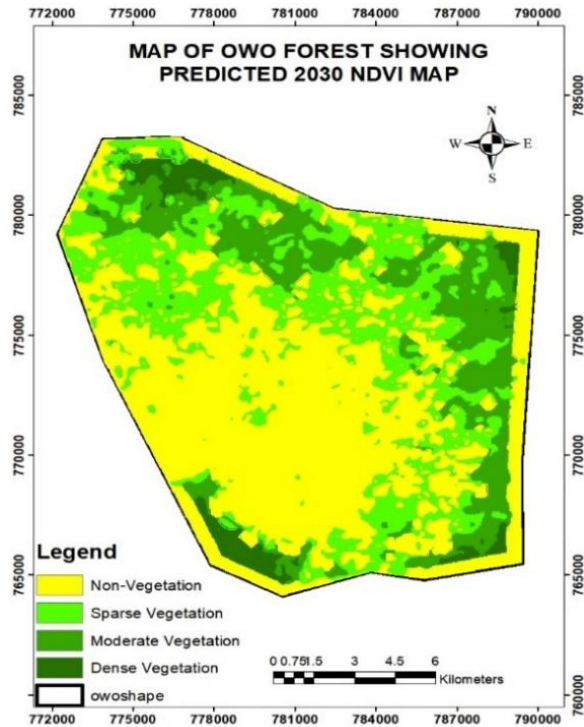 772000 775000 778000 781000 784000 787000 790000
MAP OF OWO FOREST SHOWING
PREDICTED 2030 NDVI MAP
N
W E
S
785000
780000
775000
770000
765000
785000
780000
775000
770000
765000
Legend
Non-Vegetation
Sparse Vegetation
Moderate Vegetation
Dense Vegetation
owoshape
0 0.751.5 3 4.5 6
Kilometers
772000 775000 778000 781000 784000 787000 790000